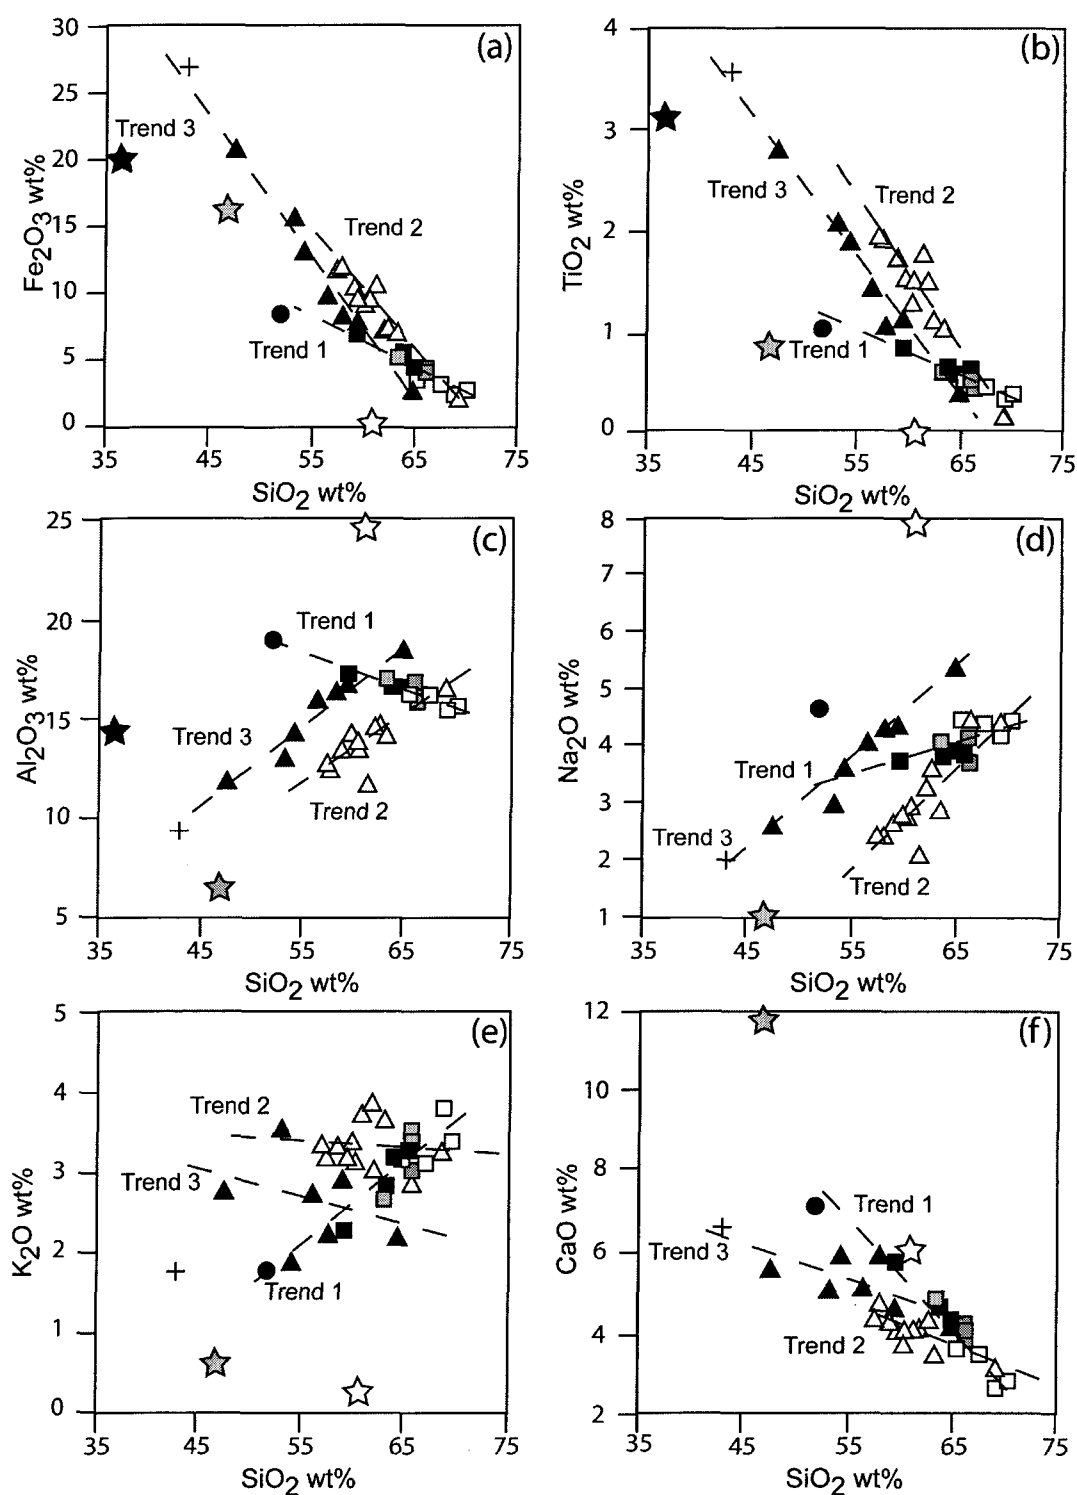 30
25
20
15
10
5
0
Fe2O3 wt%
(a)
Trend 3
Trend 2
Trend 1
35 45 55 65 75
SiO2 wt%
4
3
2
1
0
TiO2 wt%
(b)
Trend 3
Trend 2
Trend 1
35 45 55 65 75
SiO2 wt%
25
20
15
10
5
Al2O3 wt%
(c)
Trend 1
Trend 3
Trend 2
35 45 55 65 75
SiO2 wt%
8
7
6
5
4
3
2
1
Na2O wt%
(d)
Trend 1
Trend 3
Trend 2
35 45 55 65 75
SiO2 wt%
5
4
3
2
1
0
K2O wt%
(e)
Trend 2
Trend 3
Trend 1
35 45 55 65 75
SiO2 wt%
12
10
8
6
4
2
CaO wt%
(f)
Trend 1
Trend 3
Trend 2
35 45 55 65 75
SiO2 wt%